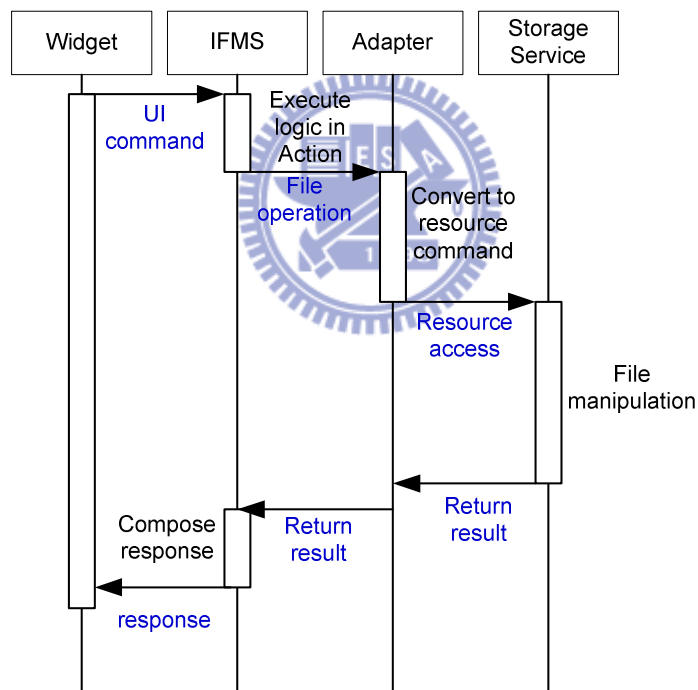 Widget
IFMS
Adapter
Storage
Service
UI
command
Execute
logic in
Action
File
operation
Convert to
resource
command
Resource
access
File
manipulation
Return
result
Return
result
Compose
response
response